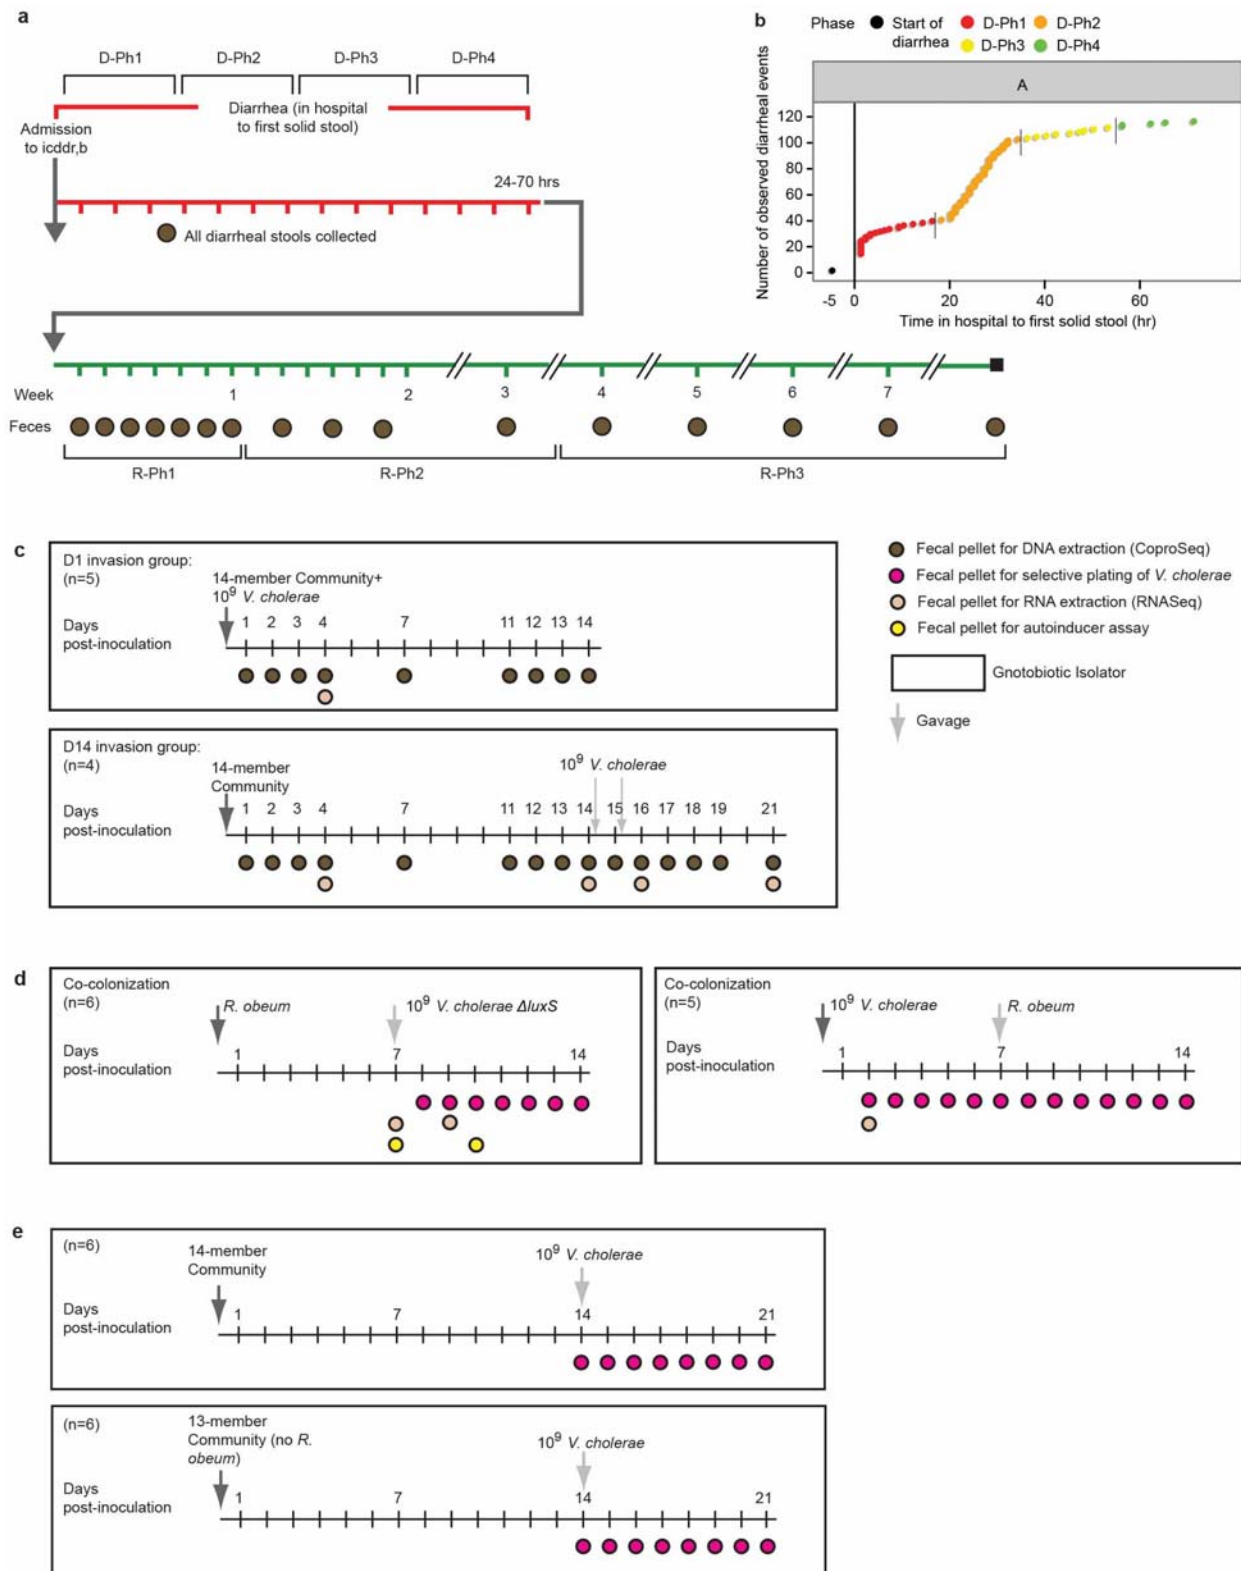 a
D-Ph1 D-Ph2 D-Ph3 D-Ph4
Diarrhea (in hospital
to first solid stool)
Admission
to icddr,b
24-70 hrs
All diarrheal stools collected
Week 1 2 3 4 5 6 7
Feces
R-Ph1 R-Ph2 R-Ph3
b
Phase Start of
diarrhea
D-Ph1 D-Ph2
D-Ph3 D-Ph4
A
Number of observed diarrheal events
120
100
80
60
40
20
0
-5 0 20 40 60
Time in hospital to first solid stool (hr)
c
D1 invasion group:
(n=5)
14-member Community+
10⁹ V. cholerae
Days
post-inoculation
1 2 3 4 7 11 12 13 14
D14 invasion group:
(n=4)
14-member
Community
10⁹ V. cholerae
Days
post-inoculation
1 2 3 4 7 11 12 13 14 15 16 17 18 19 21
Fecal pellet for DNA extraction (CoproSeq)
Fecal pellet for selective plating of V. cholerae
Fecal pellet for RNA extraction (RNASeq)
Fecal pellet for autoinducer assay
Gnotobiotic Isolator
Gavage
d
Co-colonization
(n=6)
R. obeum
10⁹ V. cholerae ΔluxS
Days
post-inoculation
1 7 14
Co-colonization
(n=5)
10⁹ V. cholerae
R. obeum
Days
post-inoculation
1 7 14
e
(n=6)
14-member
Community
10⁹ V. cholerae
Days
post-inoculation
1 7 14 21
(n=6)
13-member
Community (no R.
obeum)
10⁹ V. cholerae
Days
post-inoculation
1 7 14 21